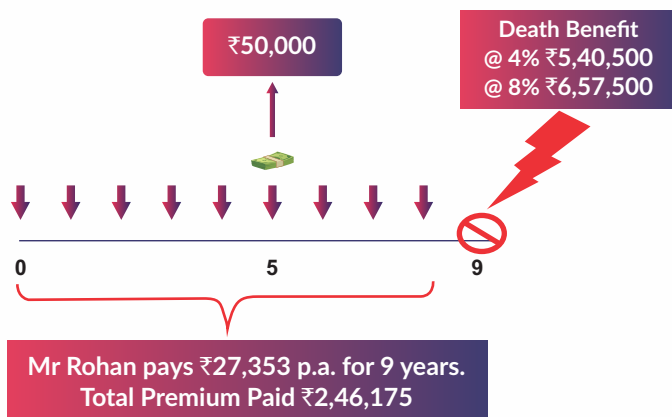 ₹50,000
Death Benefit
@ 4% ₹5,40,500
@ 8% ₹6,57,500
0
5
9
Mr Rohan pays ₹27,353 p.a. for 9 years.
Total Premium Paid ₹2,46,175